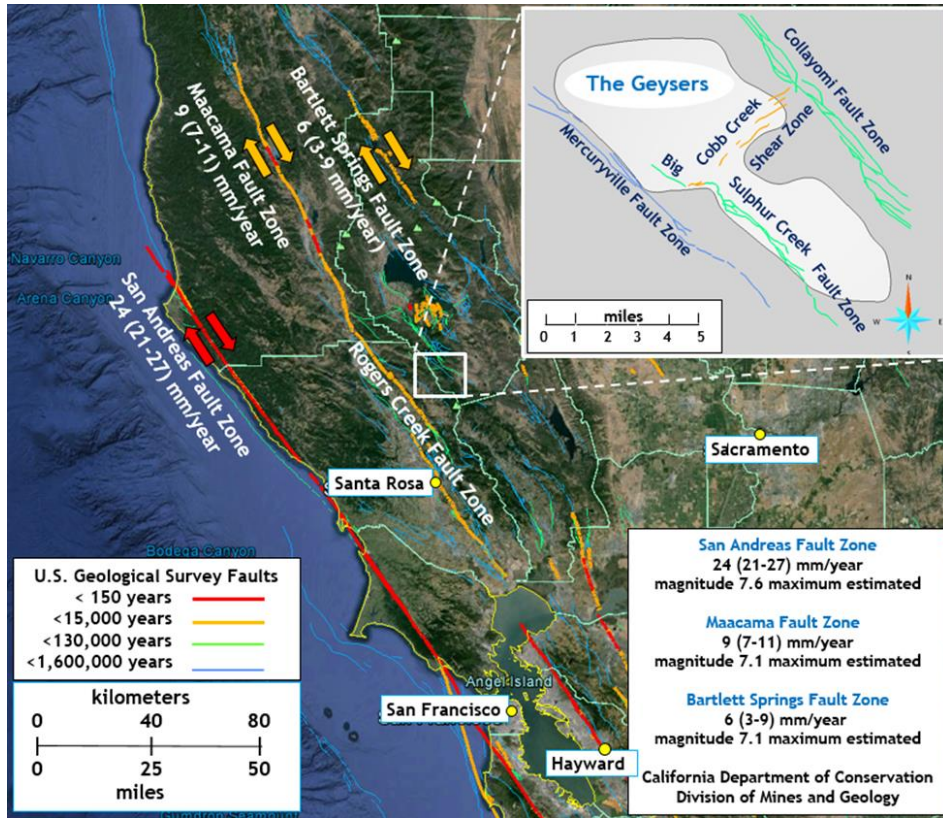 Maacama Fault Zone
9 (7-11) mm/year
Bartlett Springs Fault Zone
6 (3-9 mm/year)
San Andreas Fault Zone
24 (21-27) mm/year
Rogers Creek Fault Zone
Navarro Canyon
Arena Canyon
Bodega Canyon
The Geysers
Collayomi Fault Zone
Mercuryville Fault Zone
Cobb Creek
Shear Zone
Big
Sulphur Creek
Fault Zone
N
W
E
S
miles
0 1 2 3 4 5
Sacramento
Santa Rosa
Angel Island
San Francisco
Hayward
U.S. Geological Survey Faults
< 150 years
<15,000 years
<130,000 years
<1,600,000 years
kilometers
0 40 80
0 25 50
miles
San Andreas Fault Zone
24 (21-27) mm/year
magnitude 7.6 maximum estimated
Maacama Fault Zone
9 (7-11) mm/year
magnitude 7.1 maximum estimated
Bartlett Springs Fault Zone
6 (3-9) mm/year
magnitude 7.1 maximum estimated
California Department of Conservation
Division of Mines and Geology